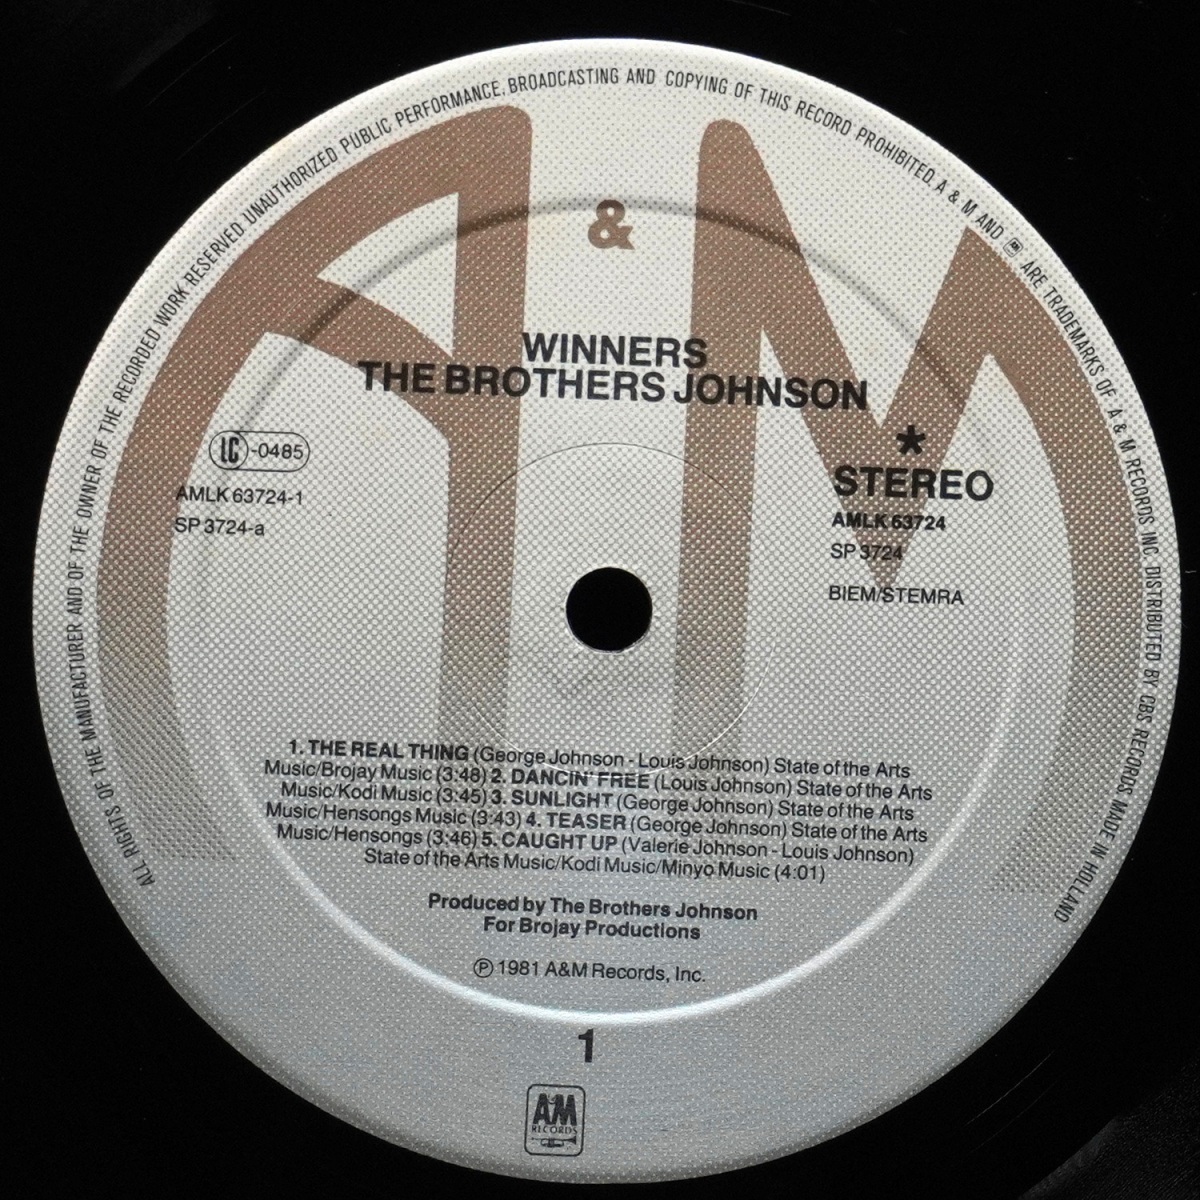 ALL RIGHTS OF THE MANUFACTURER AND OF THE OWNER OF THE RECORDED WORK RESERVED UNAUTHORIZED PUBLIC PERFORMANCE, BROADCASTING AND COPYING OF THIS RECORD PROHIBITED. A & M AND ARE TRADEMARKS OF A & M RECORDS INC. DISTRIBUTED BY CBS RECORDS MADE IN HOLLAND
A & M
WINNERS
THE BROTHERS JOHNSON
LC-0485
AMLK 63724-1
SP 3724-a
*
STEREO
AMLK 63724
SP 3724
BIEM/STEMRA
1. THE REAL THING (George Johnson - Louis Johnson) State of the Arts
Music/Brojay Music (3:48) 2. DANCIN' FREE (Louis Johnson) State of the Arts
Music/Kodi Music (3:45) 3. SUNLIGHT (George Johnson) State of the Arts
Music/Hensongs Music (3:43) 4. TEASER (George Johnson) State of the Arts
Music/Hensongs (3:46) 5. CAUGHT UP (Valerie Johnson - Louis Johnson)
State of the Arts Music/Kodi Music/Minyo Music (4:01)
Produced by The Brothers Johnson
For Brojay Productions
℗ 1981 A&M Records, Inc.
1
A&M
RECORDS